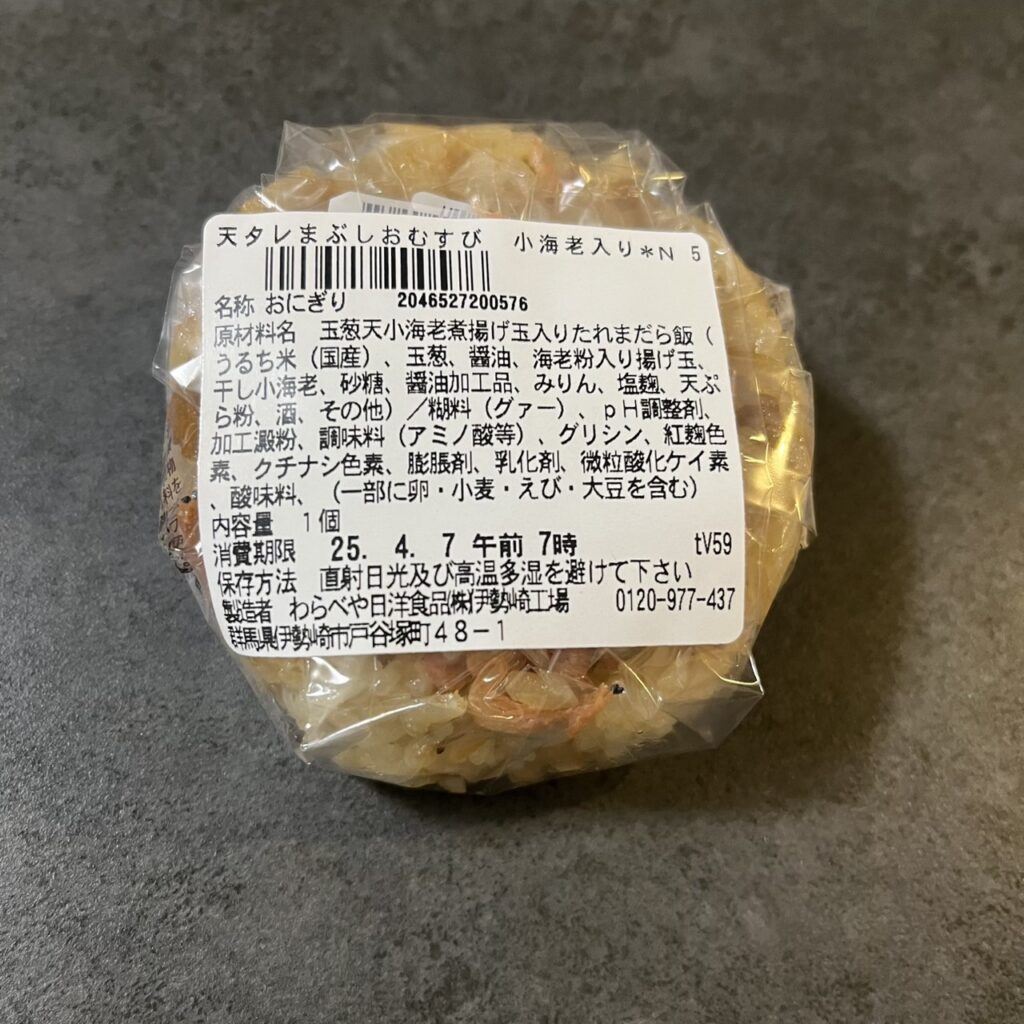 天タレまぶしおむすび 小海老入り*N 5
名称 おにぎり 2046527200576
原材料名 玉葱天小海老煮揚げ玉入りたれまだら飯(
うるち米(国産)、玉葱、醤油、海老粉入り揚げ玉、
干し小海老、砂糖、醤油加工品、みりん、塩麹、天ぷ
ら粉、酒、その他)/糊料(グァー)、pH調整剤、
加工澱粉、調味料(アミノ酸等)、グリシン、紅麹色
素、クチナシ色素、膨脹剤、乳化剤、微粒酸化ケイ素
、酸味料、(一部に卵・小麦・えび・大豆を含む)
内容量 1個
消費期限 25. 4. 7 午前 7時 tV59
保存方法 直射日光及び高温多湿を避けて下さい
製造者 わらべや日洋食品(株)伊勢崎工場 0120-977-437
群馬県伊勢崎市戸谷塚町48-1